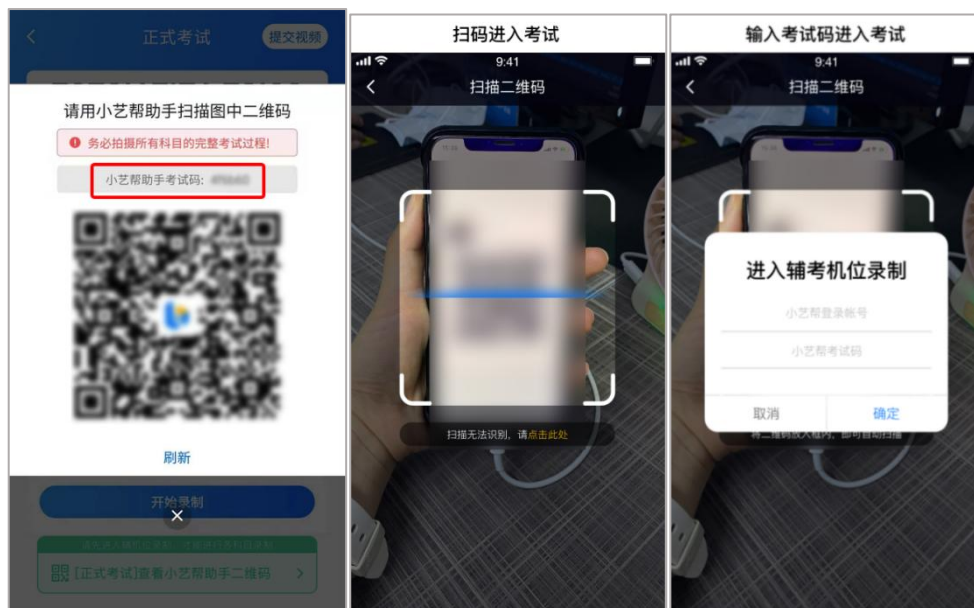 正式考试
提交视频
请用小艺帮助手扫描图中二维码
务必拍摄所有科目的完整考试过程!
小艺帮助手考试码:
刷新
开始录制
[正式考试]查看小艺帮助手二维码
扫码进入考试
9:41
扫描二维码
扫描无法识别, 请点击此处
输入考试码进入考试
9:41
扫描二维码
进入辅考机位录制
小艺帮登录帐号
小艺帮考试码
取消
确定
将二维码放入框内, 即可自动扫描